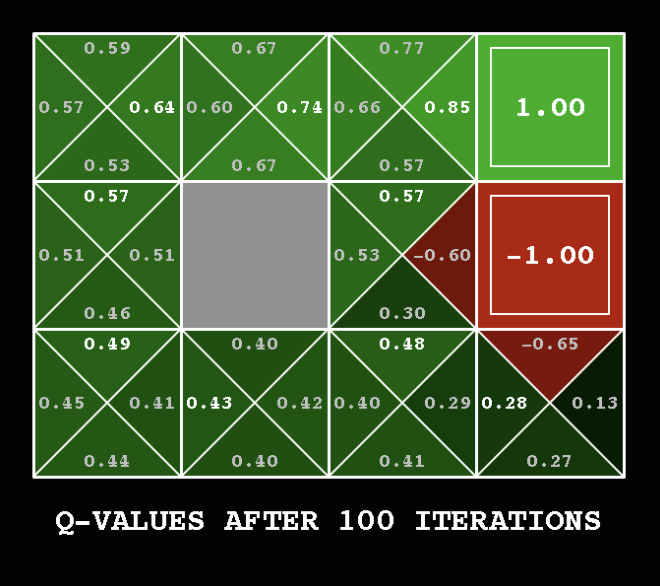 0.59 0.67 0.77
0.57 0.64 0.60 0.74 0.66 0.85 1.00
0.53 0.67 0.57
0.57 0.57
0.51 0.51 0.53 -0.60 -1.00
0.46 0.30
0.49 0.40 0.48 -0.65
0.45 0.41 0.43 0.42 0.40 0.29 0.28 0.13
0.44 0.40 0.41 0.27
Q-VALUES AFTER 100 ITERATIONS